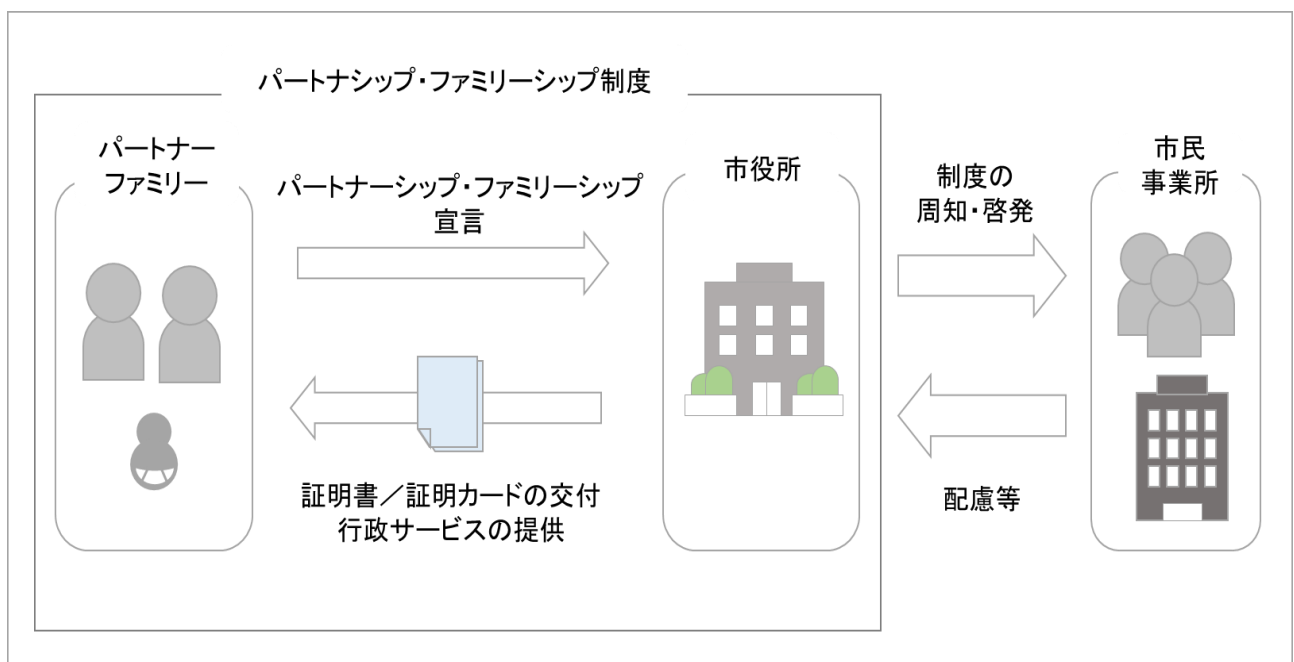 パートナシップ・ファミリーシップ制度
パートナー
ファミリー
パートナーシップ・ファミリーシップ
宣言
証明書／証明カードの交付
行政サービスの提供
市役所
制度の
周知・啓発
配慮等
市民
事業所